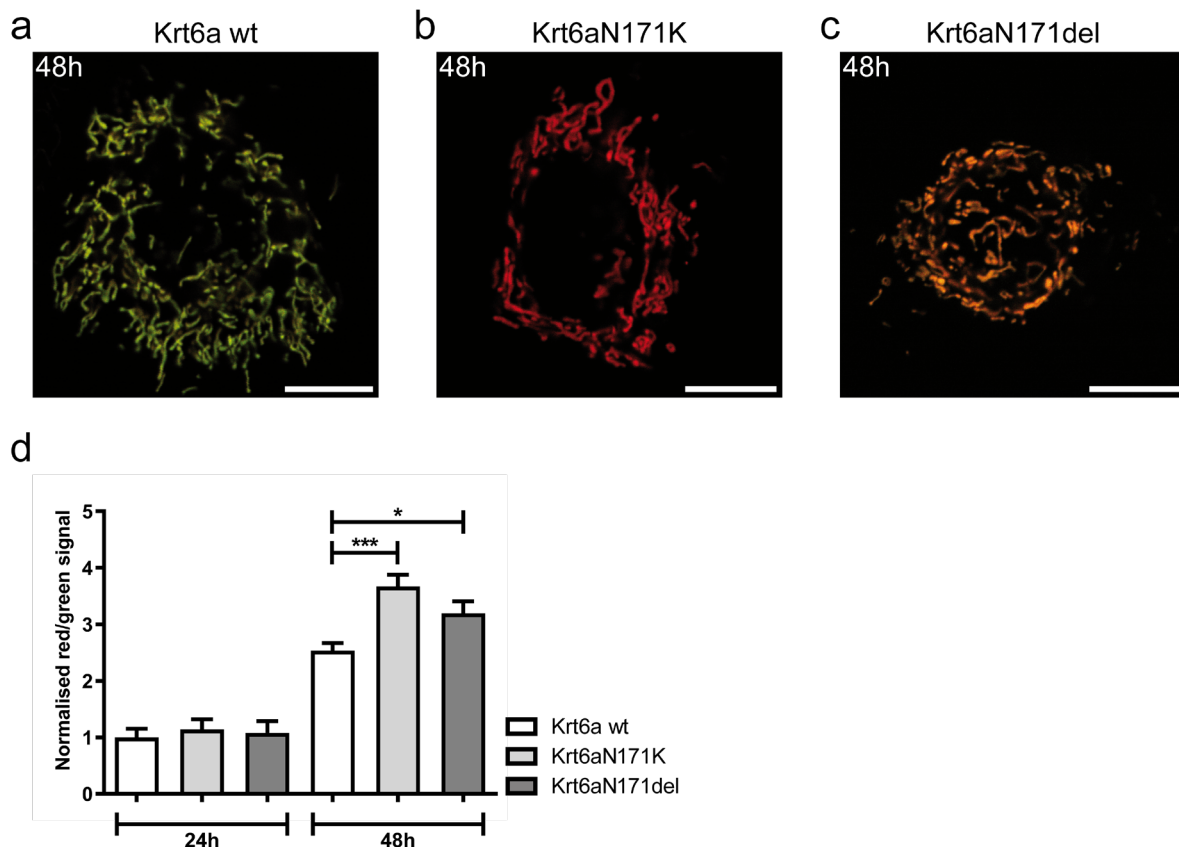 a
Krt6a wt
48h
b
Krt6aN171K
c
Krt6aN171del
48h
d
Normalised red/green signal
5
4
3
2
1
0
*
***
24h
48h
Krt6a wt
Krt6aN171K
Krt6aN171del